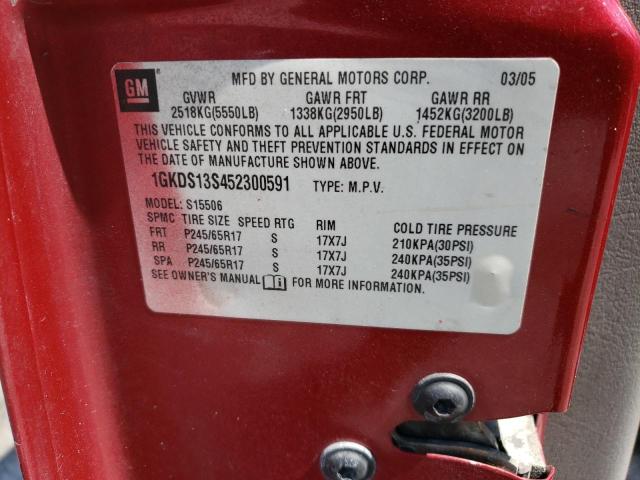 GM
MFD BY GENERAL MOTORS CORP. 03/05
GVWR GAWR FRT GAWR RR
2518KG(5550LB) 1338KG(2950LB) 1452KG(3200LB)
THIS VEHICLE CONFORMS TO ALL APPLICABLE U.S. FEDERAL MOTOR
VEHICLE SAFETY AND THEFT PREVENTION STANDARDS IN EFFECT ON
THE DATE OF MANUFACTURE SHOWN ABOVE.
1GKDS13S452300591 TYPE: M.P.V.
MODEL: S15506
SPMC TIRE SIZE SPEED RTG RIM COLD TIRE PRESSURE
FRT P245/65R17 S 17X7J 210KPA(30PSI)
RR P245/65R17 S 17X7J 240KPA(35PSI)
SPA P245/65R17 S 17X7J 240KPA(35PSI)
SEE OWNER'S MANUAL FOR MORE INFORMATION.